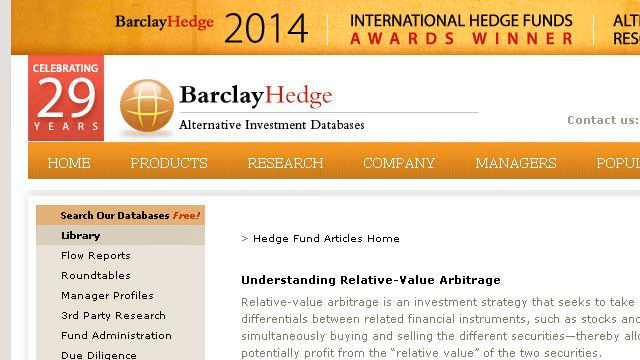 BarclayHedge 2014 INTERNATIONAL HEDGE FUNDS
AWARDS WINNER
CELEBRATING
29
YEARS
BarclayHedge
Alternative Investment Databases
Contact us:
HOME PRODUCTS RESEARCH COMPANY MANAGERS
Search Our Databases Free!
Library
Flow Reports
Roundtables
Manager Profiles
3rd Party Research
Fund Administration
Due Diligence
> Hedge Fund Articles Home
Understanding Relative-Value Arbitrage
Relative-value arbitrage is an investment strategy that seeks to take
differentials between related financial instruments, such as stocks and
simultaneously buying and selling the different securities—thereby allo
potentially profit from the “relative value” of the two securities.